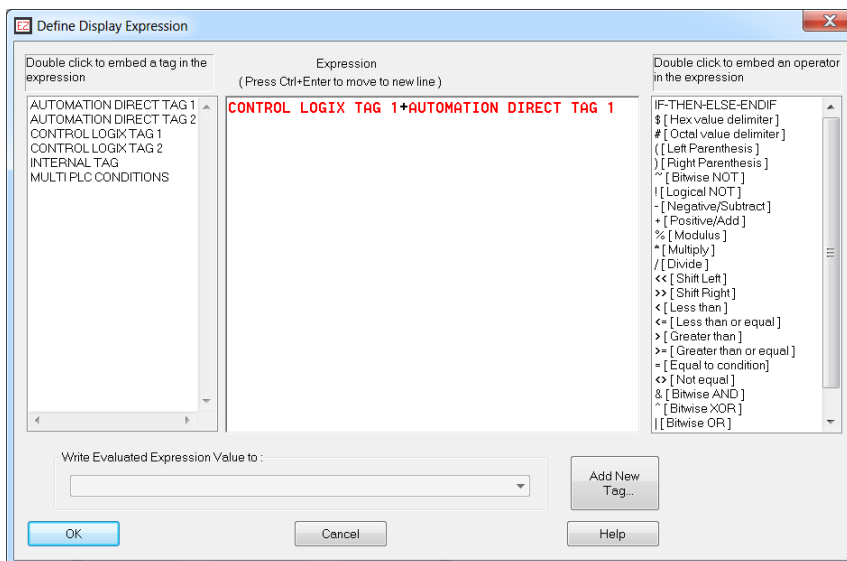 EZ Define Display Expression
Double click to embed a tag in the
expression
Expression
( Press Ctrl+Enter to move to new line )
Double click to embed an operator
in the expression
AUTOMATION DIRECT TAG 1
AUTOMATION DIRECT TAG 2
CONTROL LOGIX TAG 1
CONTROL LOGIX TAG 2
INTERNAL TAG
MULTI PLC CONDITIONS
CONTROL LOGIX TAG 1+AUTOMATION DIRECT TAG 1
IF-THEN-ELSE-ENDIF
$ [ Hex value delimiter ]
# [ Octal value delimiter ]
( [ Left Parenthesis ]
) [ Right Parenthesis ]
~ [ Bitwise NOT ]
! [ Logical NOT ]
- [ Negative/Subtract ]
+ [ Positive/Add ]
% [ Modulus ]
* [ Multiply ]
/ [ Divide ]
<< [ Shift Left ]
>> [ Shift Right ]
< [ Less than ]
<= [ Less than or equal ]
> [ Greater than ]
>= [ Greater than or equal ]
= [ Equal to condition]
<> [ Not equal ]
& [ Bitwise AND ]
^ [ Bitwise XOR ]
| [ Bitwise OR ]
Write Evaluated Expression Value to :
Add New
Tag...
OK
Cancel
Help